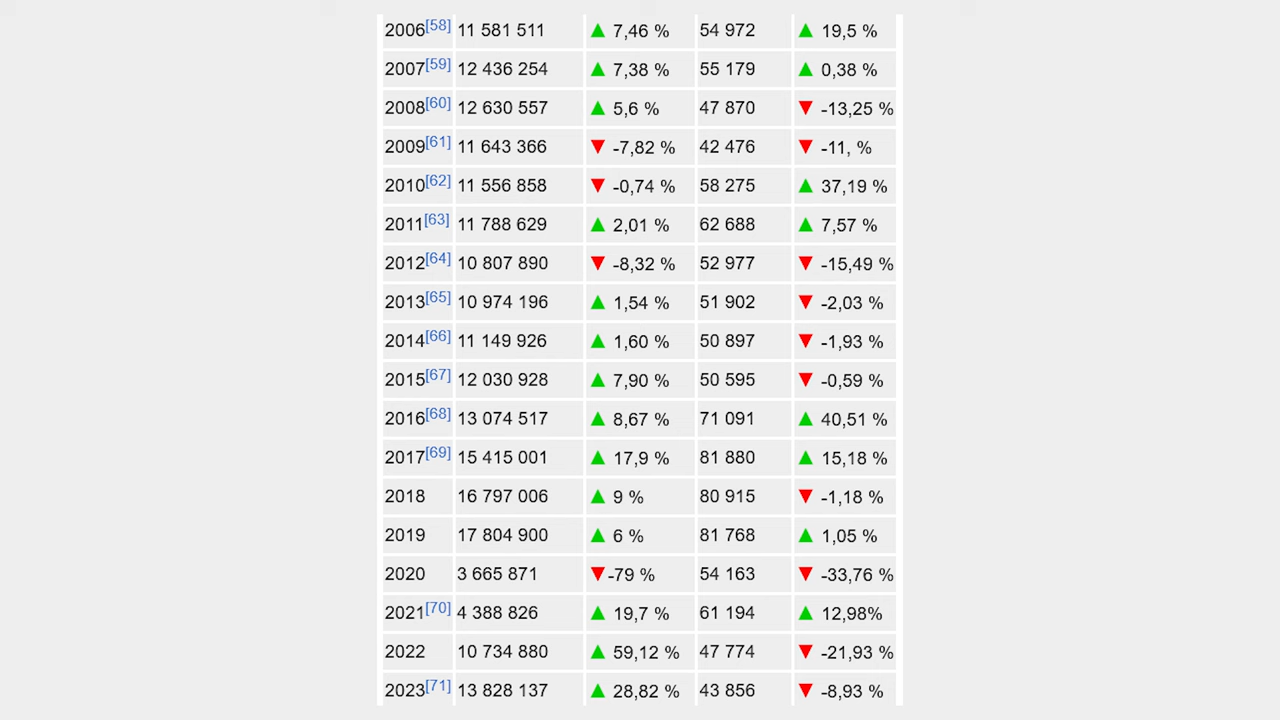 2006[58] 11 581 511 ▲ 7,46 % 54 972 ▲ 19,5 %
2007[59] 12 436 254 ▲ 7,38 % 55 179 ▲ 0,38 %
2008[60] 12 630 557 ▲ 5,6 % 47 870 ▼ -13,25 %
2009[61] 11 643 366 ▼ -7,82 % 42 476 ▼ -11, %
2010[62] 11 556 858 ▼ -0,74 % 58 275 ▲ 37,19 %
2011[63] 11 788 629 ▲ 2,01 % 62 688 ▲ 7,57 %
2012[64] 10 807 890 ▼ -8,32 % 52 977 ▼ -15,49 %
2013[65] 10 974 196 ▲ 1,54 % 51 902 ▼ -2,03 %
2014[66] 11 149 926 ▲ 1,60 % 50 897 ▼ -1,93 %
2015[67] 12 030 928 ▲ 7,90 % 50 595 ▼ -0,59 %
2016[68] 13 074 517 ▲ 8,67 % 71 091 ▲ 40,51 %
2017[69] 15 415 001 ▲ 17,9 % 81 880 ▲ 15,18 %
2018 16 797 006 ▲ 9 % 80 915 ▼ -1,18 %
2019 17 804 900 ▲ 6 % 81 768 ▲ 1,05 %
2020 3 665 871 ▼ -79 % 54 163 ▼ -33,76 %
2021[70] 4 388 826 ▲ 19,7 % 61 194 ▲ 12,98%
2022 10 734 880 ▲ 59,12 % 47 774 ▼ -21,93 %
2023[71] 13 828 137 ▲ 28,82 % 43 856 ▼ -8,93 %